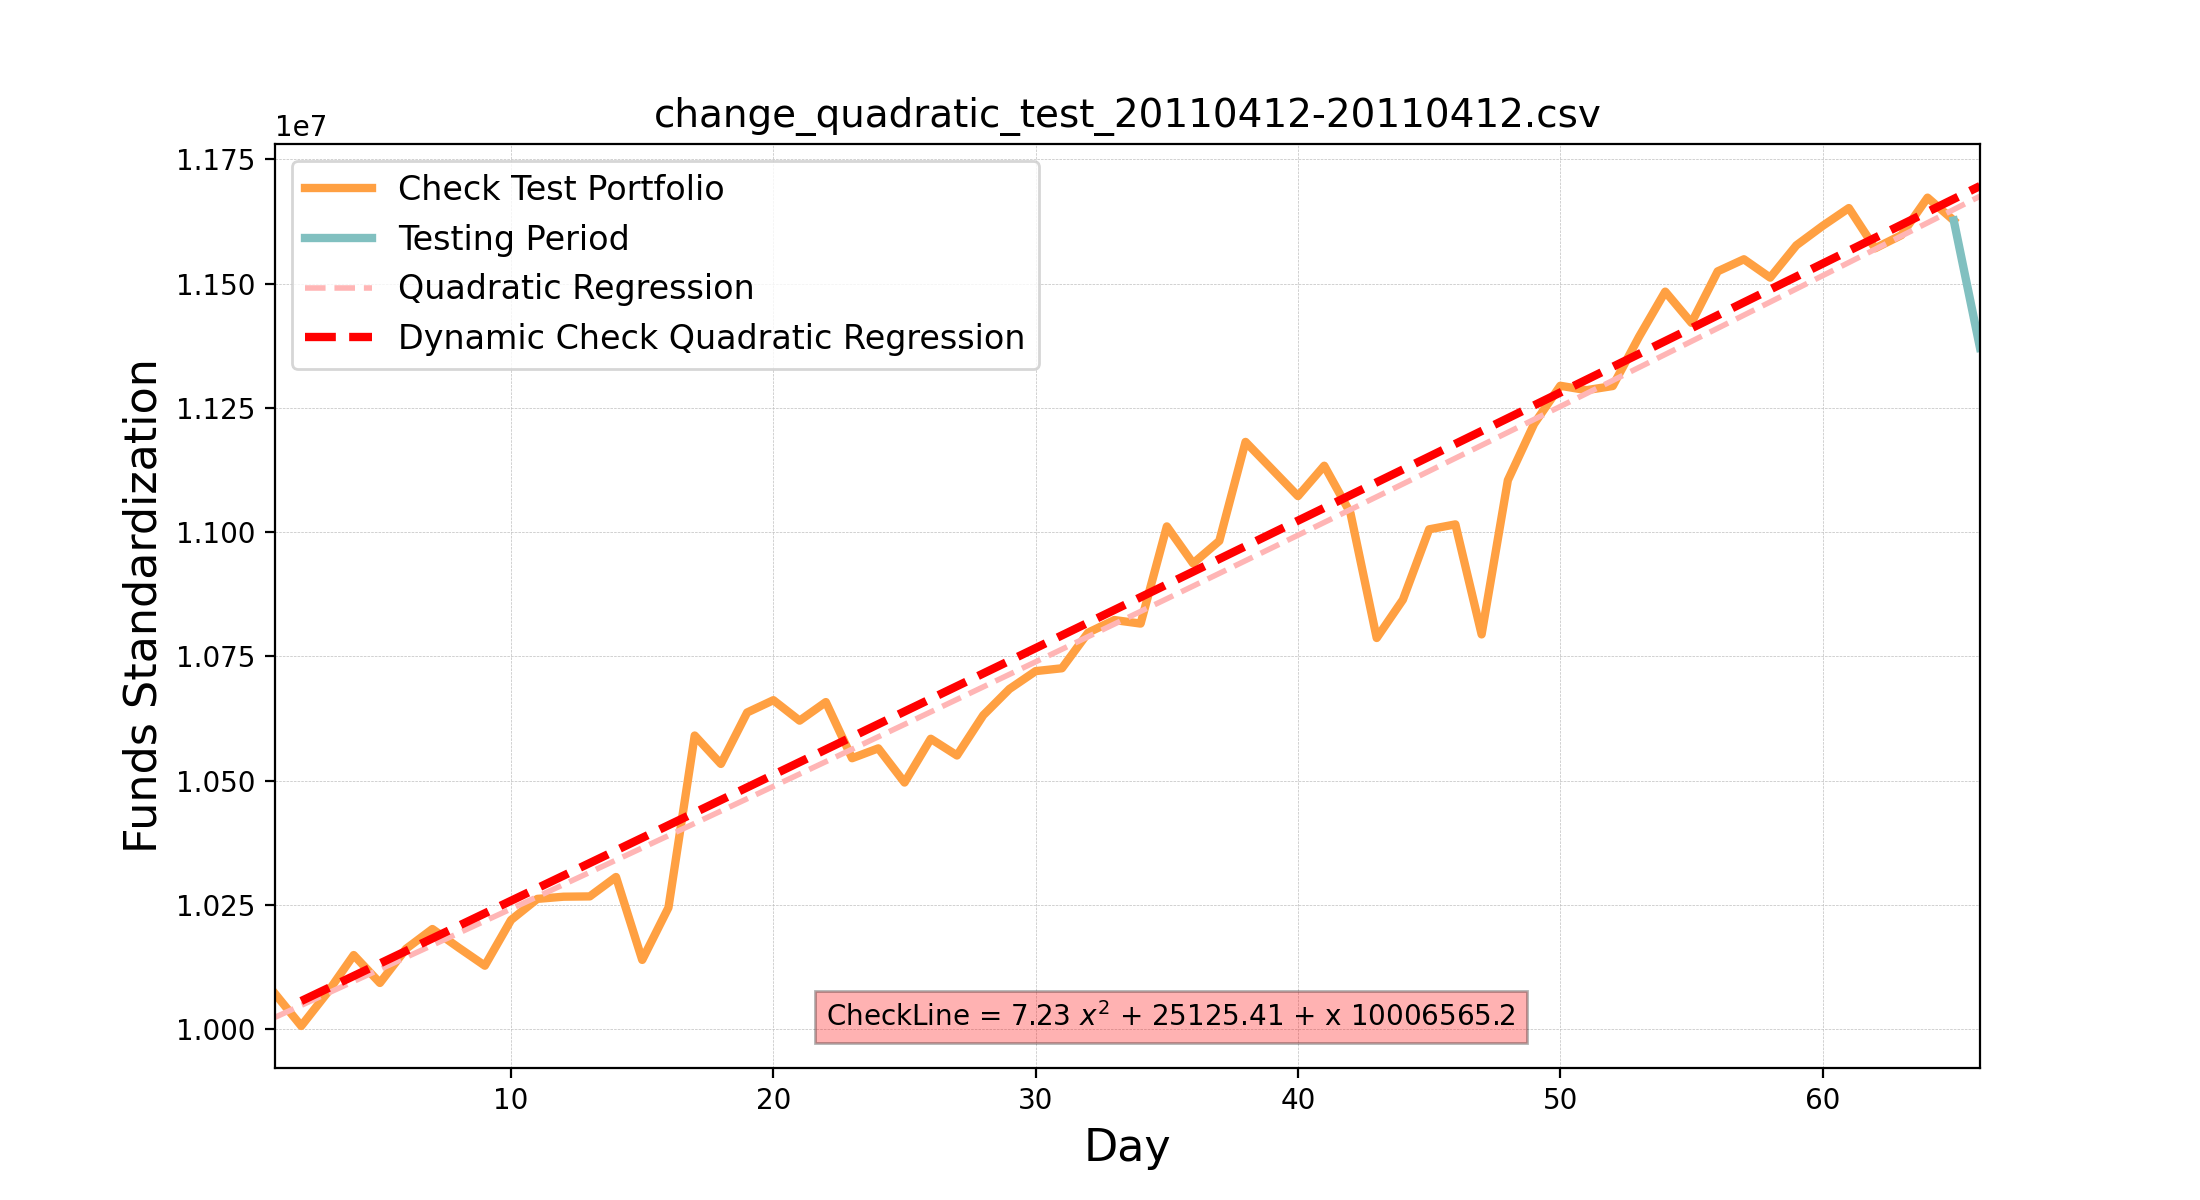 change_quadratic_test_20110412-20110412.csv
1e7
1.175
1.150
1.125
1.100
1.075
1.050
1.025
1.000
Funds Standardization
Check Test Portfolio
Testing Period
Quadratic Regression
Dynamic Check Quadratic Regression
CheckLine = 7.23 x² + 25125.41 + x 10006565.2
10 20 30 40 50 60
Day